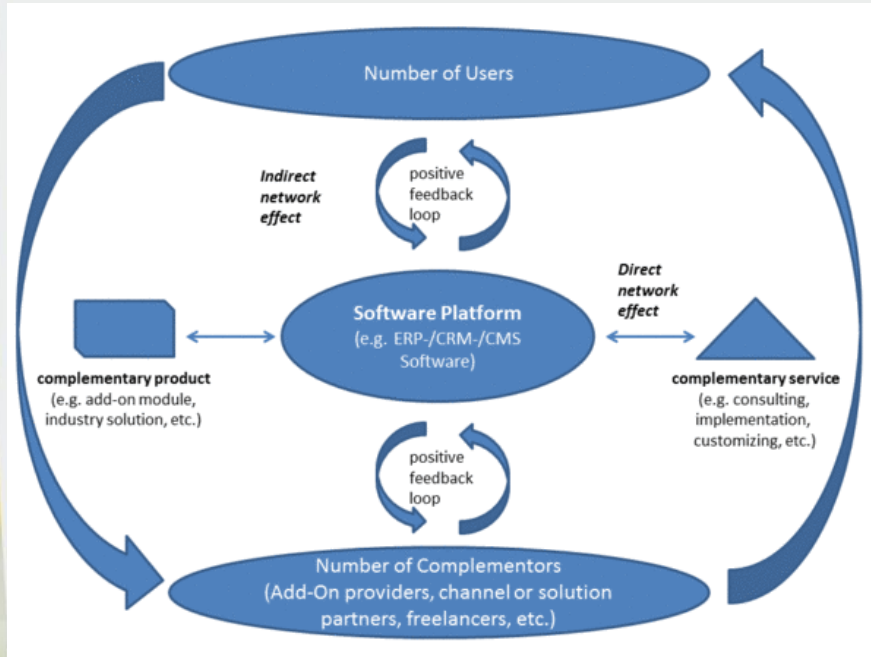 Number of Users
Indirect
network
effect
positive
feedback
loop
Direct
network
effect
Software Platform
(e.g. ERP-/CRM-/CMS
Software)
complementary product
(e.g. add-on module,
industry solution, etc.)
complementary service
(e.g. consulting,
implementation,
customizing, etc.)
positive
feedback
loop
Number of Complementors
(Add-On providers, channel or solution
partners, freelancers, etc.)